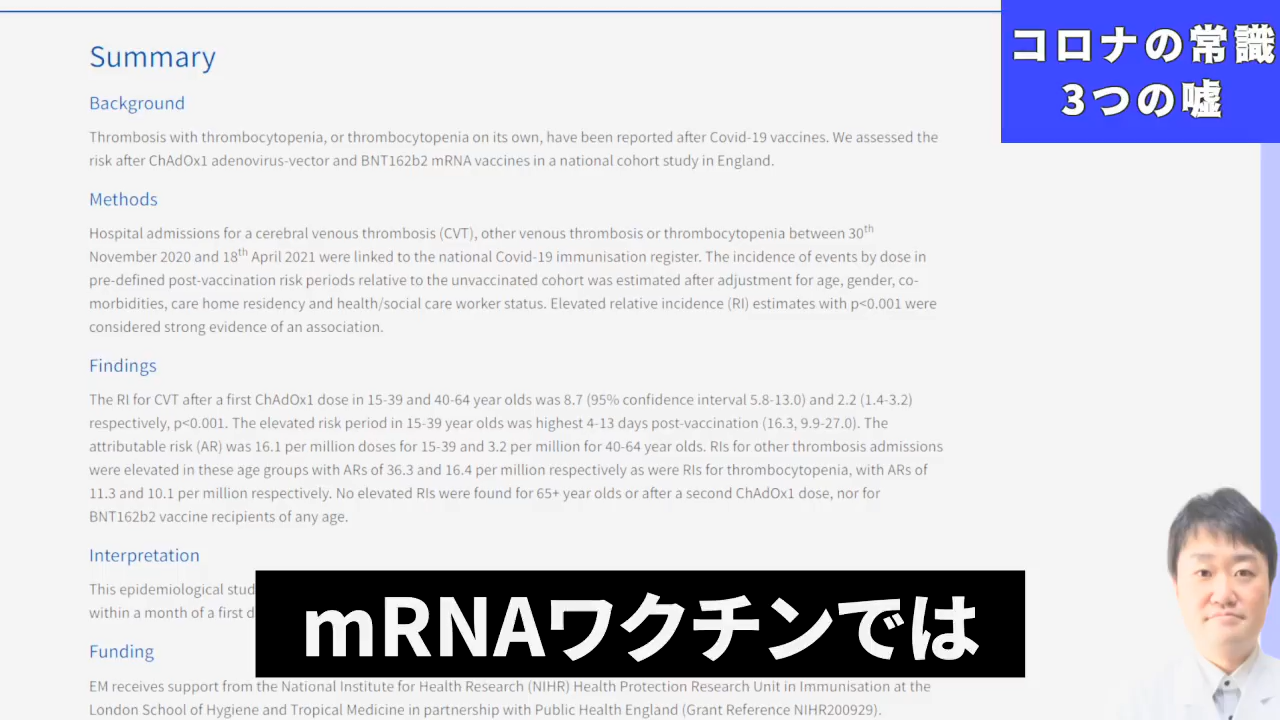 コロナの常識
3つの嘘
Summary
Background
Thrombosis with thrombocytopenia, or thrombocytopenia on its own, have been reported after Covid-19 vaccines. We assessed the
risk after ChAdOx1 adenovirus-vector and BNT162b2 mRNA vaccines in a national cohort study in England.
Methods
Hospital admissions for a cerebral venous thrombosis (CVT), other venous thrombosis or thrombocytopenia between 30th
November 2020 and 18th April 2021 were linked to the national Covid-19 immunisation register. The incidence of events by dose in
pre-defined post-vaccination risk periods relative to the unvaccinated cohort was estimated after adjustment for age, gender, co-
morbidities, care home residency and health/social care worker status. Elevated relative incidence (RI) estimates with p<0.001 were
considered strong evidence of an association.
Findings
The RI for CVT after a first ChAdOx1 dose in 15-39 and 40-64 year olds was 8.7 (95% confidence interval 5.8-13.0) and 2.2 (1.4-3.2)
respectively, p<0.001. The elevated risk period in 15-39 year olds was highest 4-13 days post-vaccination (16.3, 9.9-27.0). The
attributable risk (AR) was 16.1 per million doses for 15-39 and 3.2 per million for 40-64 year olds. RIs for other thrombosis admissions
were elevated in these age groups with ARs of 36.3 and 16.4 per million respectively as were RIs for thrombocytopenia, with ARs of
11.3 and 10.1 per million respectively. No elevated RIs were found for 65+ year olds or after a second ChAdOx1 dose, nor for
BNT162b2 vaccine recipients of any age.
Interpretation
This epidemiological stud
within a month of a first d
mRNAワクチンでは
Funding
EM receives support from the National Institute for Health Research (NIHR) Health Protection Research Unit in Immunisation at the
London School of Hygiene and Tropical Medicine in partnership with Public Health England (Grant Reference NIHR200929).